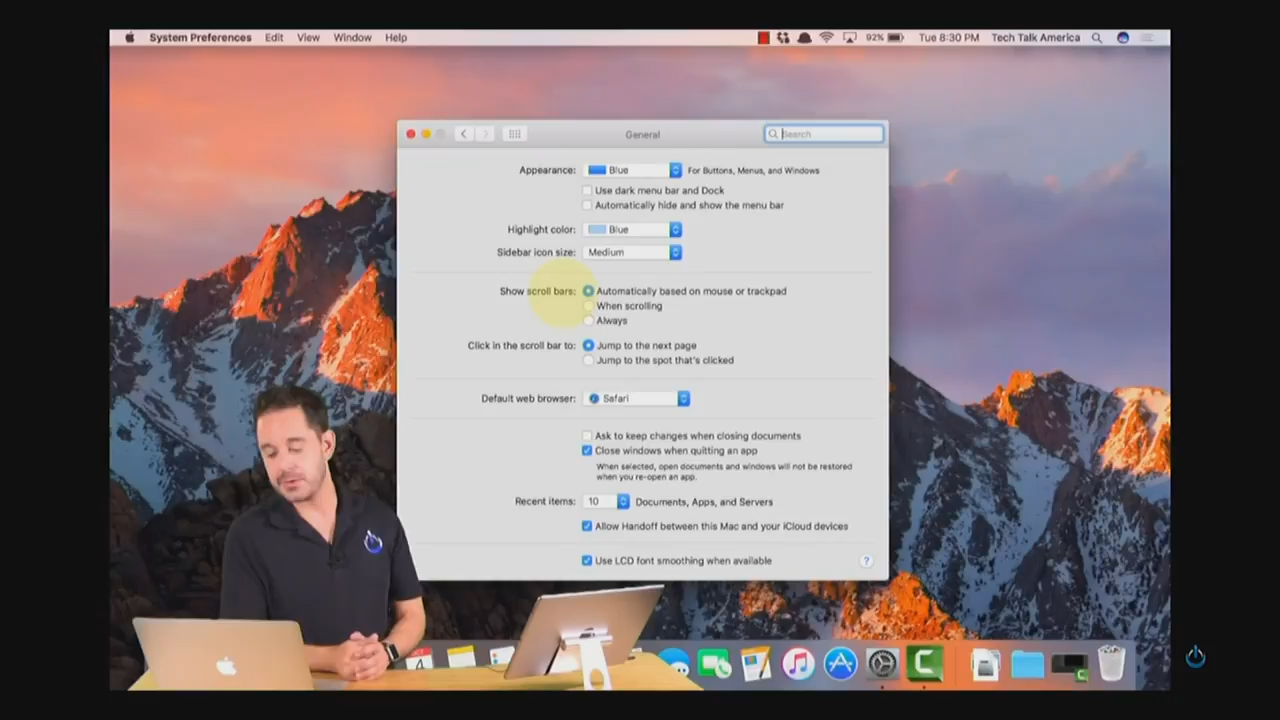 System Preferences Edit View Window Help 92% Tue 8:30 PM Tech Talk America
General Search
Appearance: Blue For Buttons, Menus, and Windows
Use dark menu bar and Dock
Automatically hide and show the menu bar
Highlight color: Blue
Sidebar icon size: Medium
Show scroll bars: Automatically based on mouse or trackpad
When scrolling
Always
Click in the scroll bar to: Jump to the next page
Jump to the spot that's clicked
Default web browser: Safari
Ask to keep changes when closing documents
Close windows when quitting an app
When selected, open documents and windows will not be restored
when you re-open an app.
Recent items: 10 Documents, Apps, and Servers
Allow Handoff between this Mac and your iCloud devices
Use LCD font smoothing when available ?
4